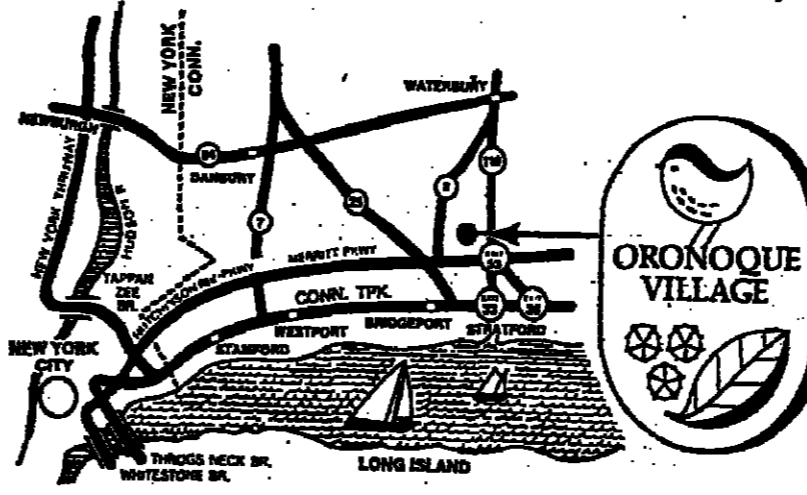 NEW YORK
CONN.
WATERBURY
NEWBURGH
84
DANBURY
NEW YORK THRUWAY
HUDSON R
7
25
8
ORONOQUE
VILLAGE
TAPPAN
ZEE
BR.
HUTCHINSON RIV. PKWY
MERRITT PKWY
EXIT
53
CONN. TPK.
WESTPORT
BRIDGEPORT
STRATFORD
STAMFORD
NEW YORK
CITY
THROGS NECK BR.
WHITESTONE BR.
LONG ISLAND